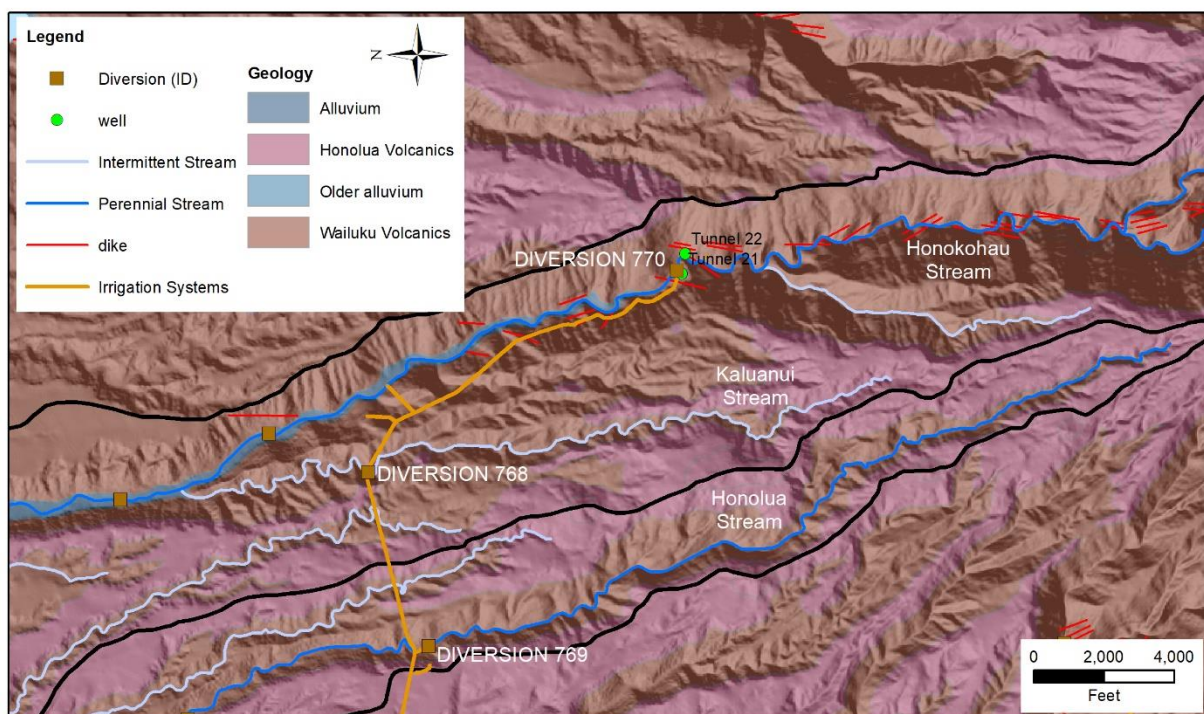 Legend
Diversion (ID)
well
Intermittent Stream
Perennial Stream
dike
Irrigation Systems
N
Geology
Alluvium
Honolua Volcanics
Older alluvium
Wailuku Volcanics
Tunnel 22
Tunnel 21
DIVERSION 770
Honokohau
Stream
Kaluanui
Stream
DIVERSION 768
Honolua
Stream
DIVERSION 769
0 2,000 4,000
Feet